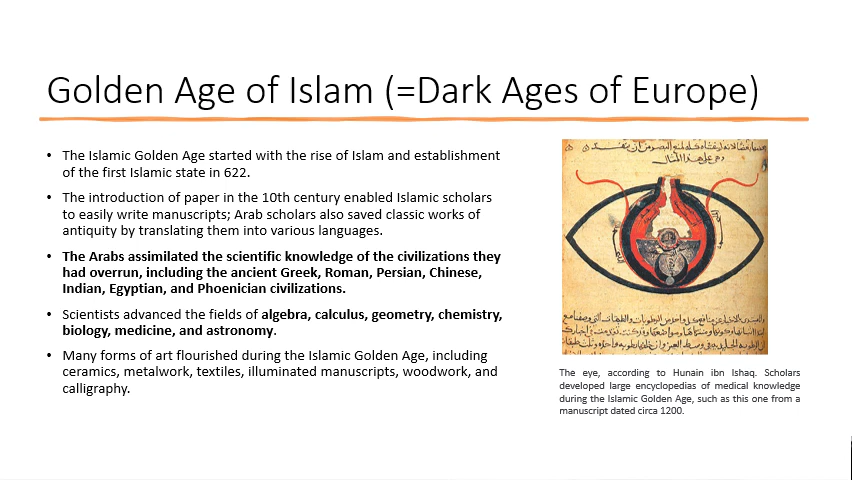 Golden Age of Islam (=Dark Ages of Europe)
• The Islamic Golden Age started with the rise of Islam and establishment
of the first Islamic state in 622.
• The introduction of paper in the 10th century enabled Islamic scholars
to easily write manuscripts; Arab scholars also saved classic works of
antiquity by translating them into various languages.
• The Arabs assimilated the scientific knowledge of the civilizations they
had overrun, including the ancient Greek, Roman, Persian, Chinese,
Indian, Egyptian, and Phoenician civilizations.
• Scientists advanced the fields of algebra, calculus, geometry, chemistry,
biology, medicine, and astronomy.
• Many forms of art flourished during the Islamic Golden Age, including
ceramics, metalwork, textiles, illuminated manuscripts, woodwork, and
calligraphy.
The eye, according to Hunain ibn Ishaq. Scholars
developed large encyclopedias of medical knowledge
during the Islamic Golden Age, such as this one from a
manuscript dated circa 1200.